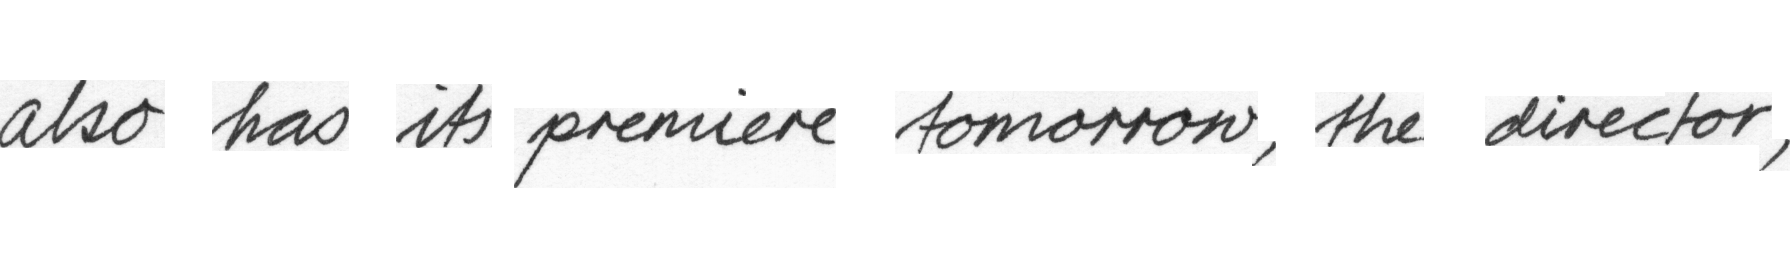 also has its premiere tomorrow, the director,